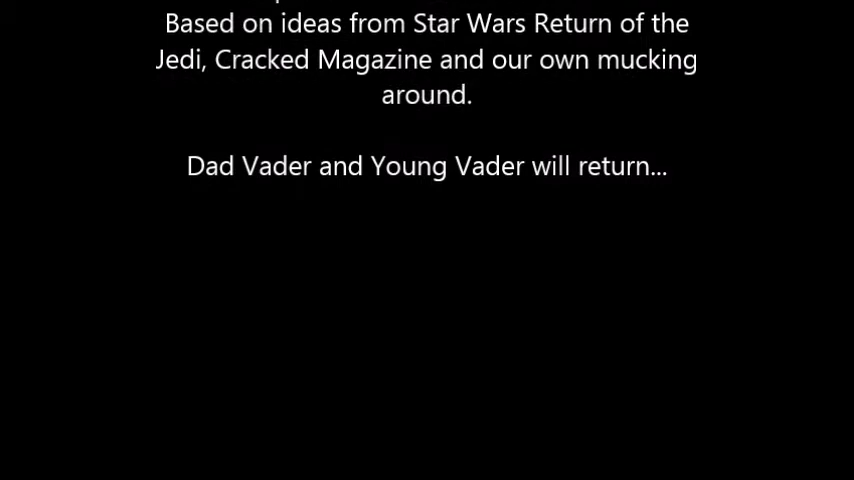 Based on ideas from Star Wars Return of the
Jedi, Cracked Magazine and our own mucking
around.
Dad Vader and Young Vader will return...